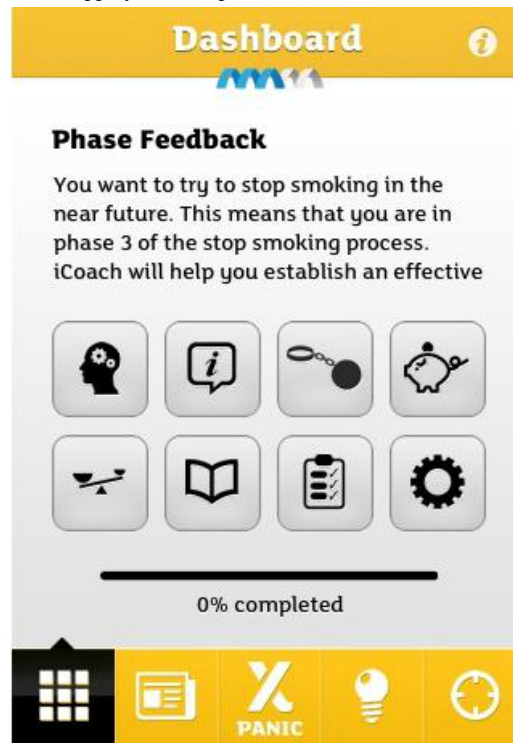 Dashboard
i
Phase Feedback
You want to try to stop smoking in the
near future. This means that you are in
phase 3 of the stop smoking process.
iCoach will help you establish an effective
i
0% completed
PANIC